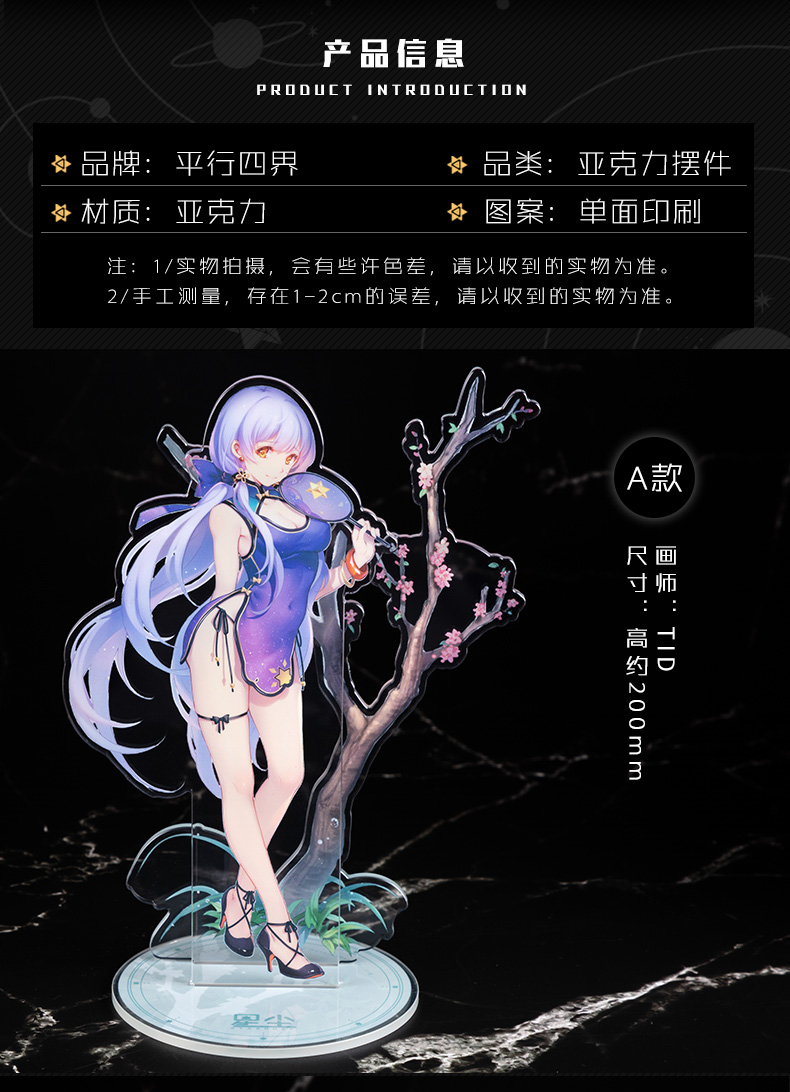 产品信息
PRODUCT INTRODUCTION
品牌：平行四界
品类：亚克力摆件
材质：亚克力
图案：单面印刷
注：1/实物拍摄，会有些许色差，请以收到的实物为准。
2/手工测量，存在1-2cm的误差，请以收到的实物为准。
A款
画师：TID
尺寸：高约200mm
星尘